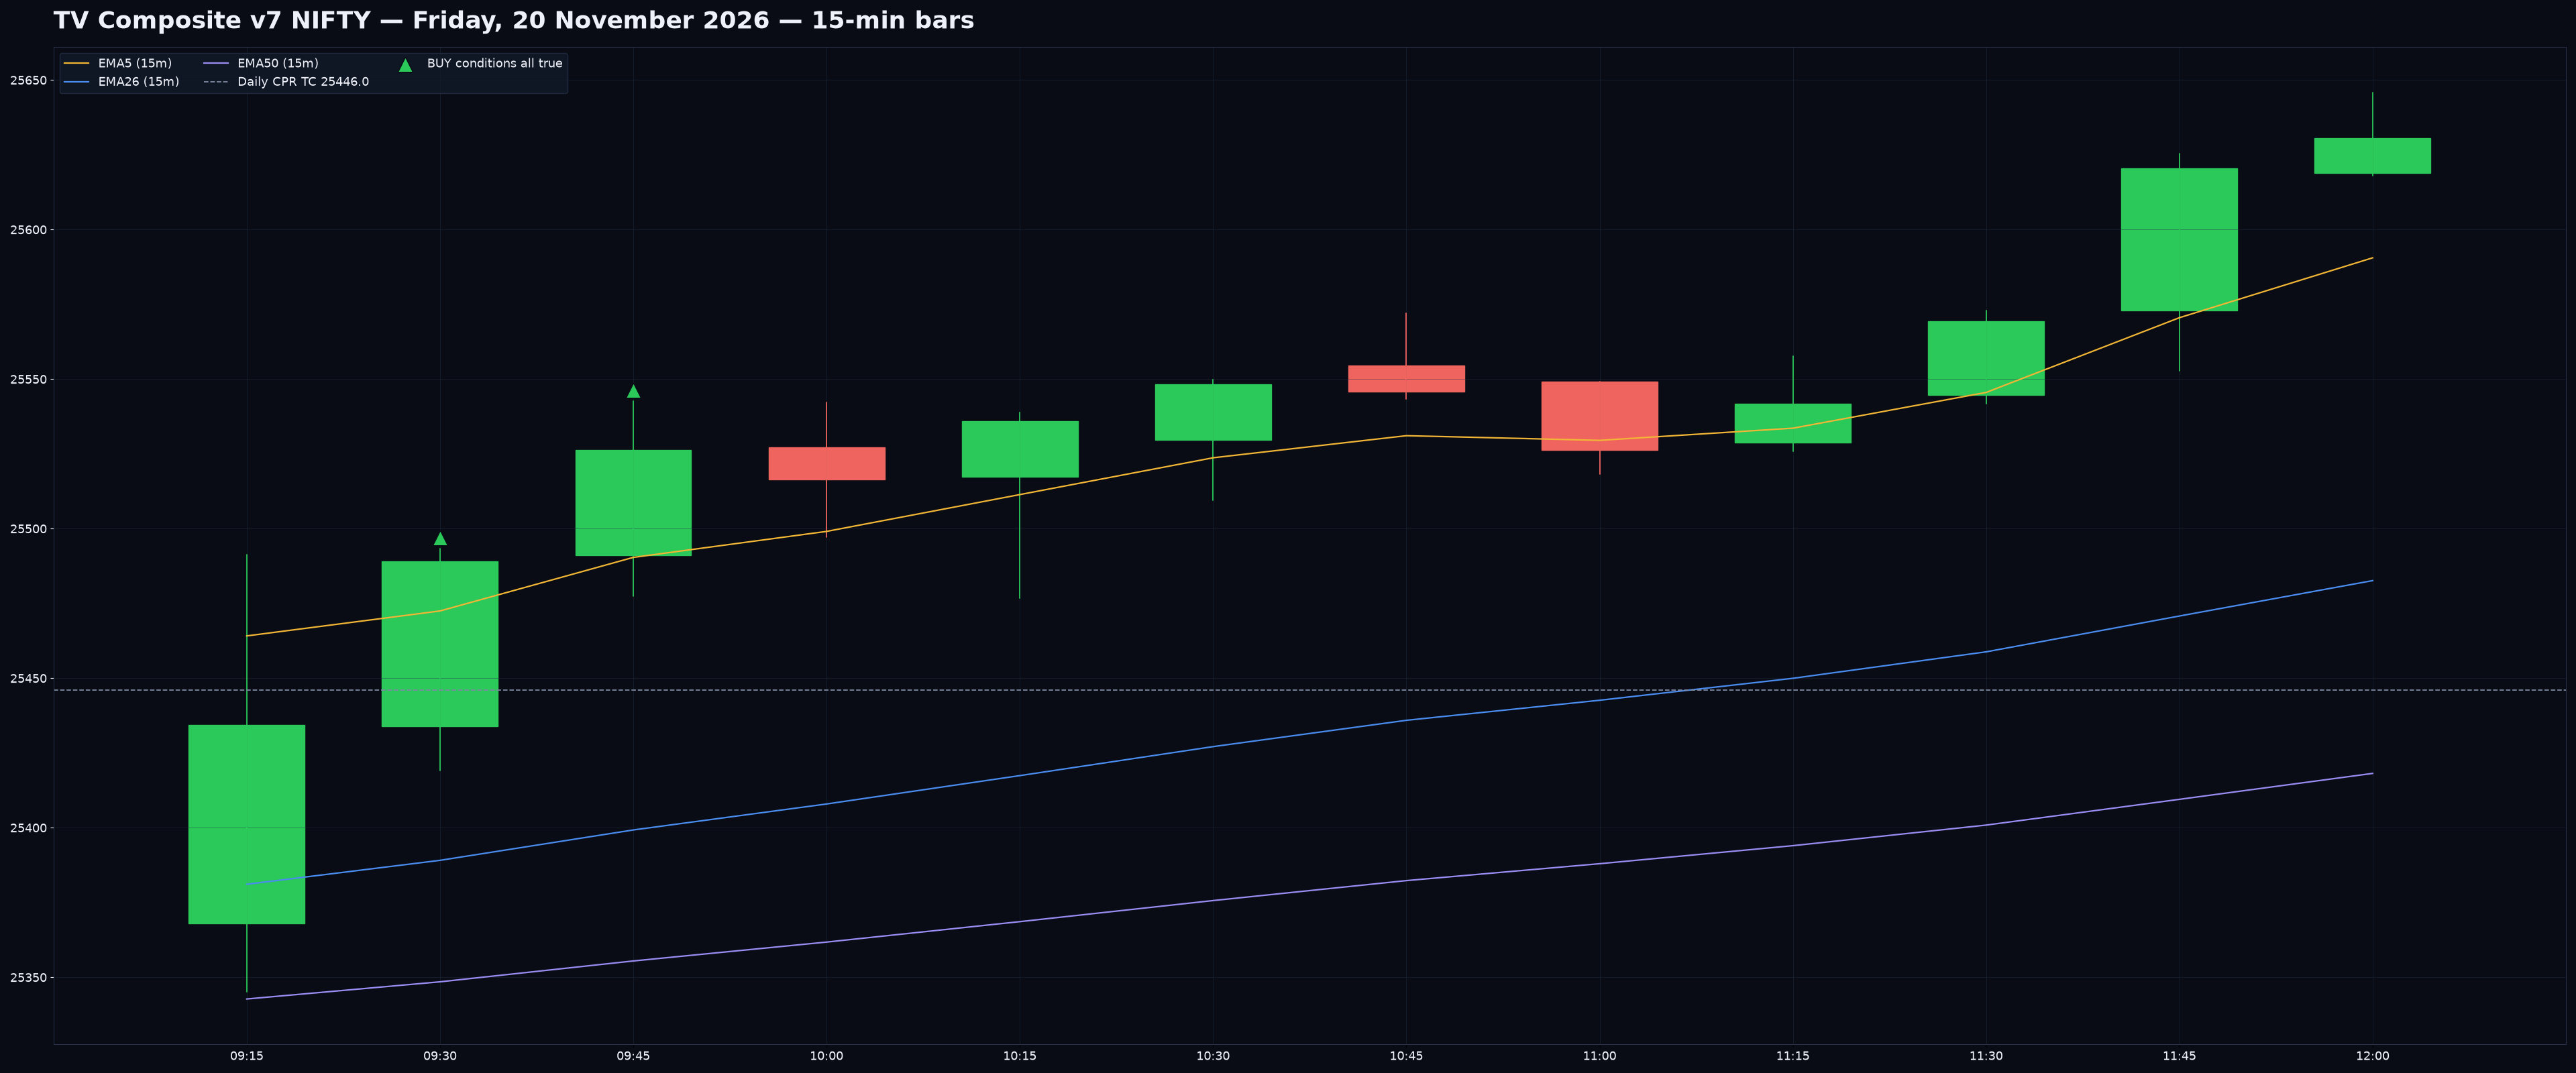 TV Composite v7 NIFTY — Friday, 20 November 2026 — 15-min bars
EMA5 (15m)
EMA26 (15m)
EMA50 (15m)
Daily CPR TC 25446.0
BUY conditions all true
25650
25600
25550
25500
25450
25400
25350
09:15 09:30 09:45 10:00 10:15 10:30 10:45 11:00 11:15 11:30 11:45 12:00